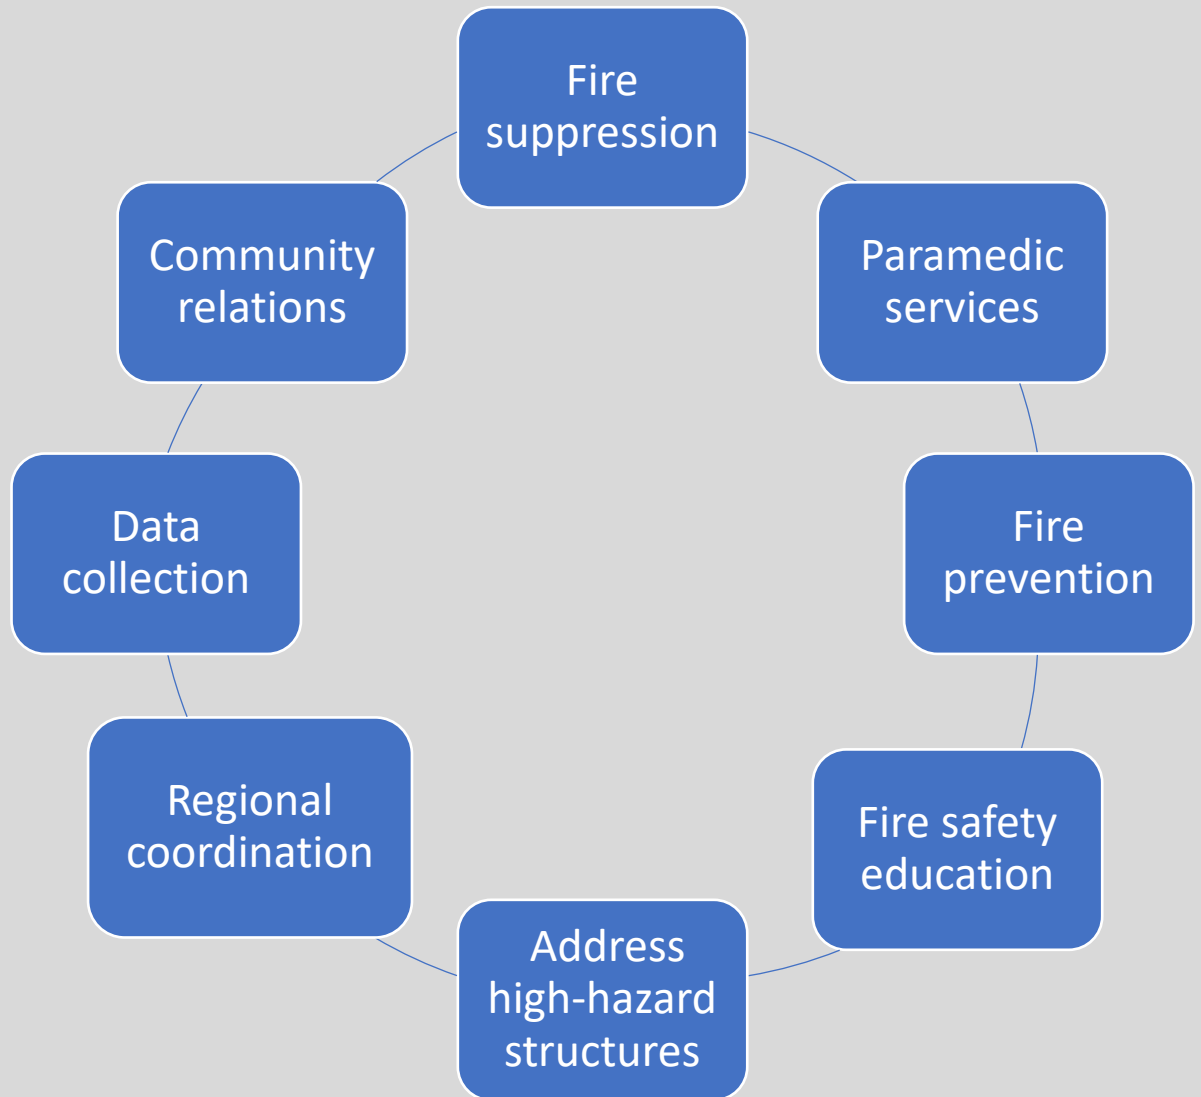 Fire
suppression
Paramedic
services
Fire
prevention
Fire safety
education
Address
high-hazard
structures
Regional
coordination
Data
collection
Community
relations